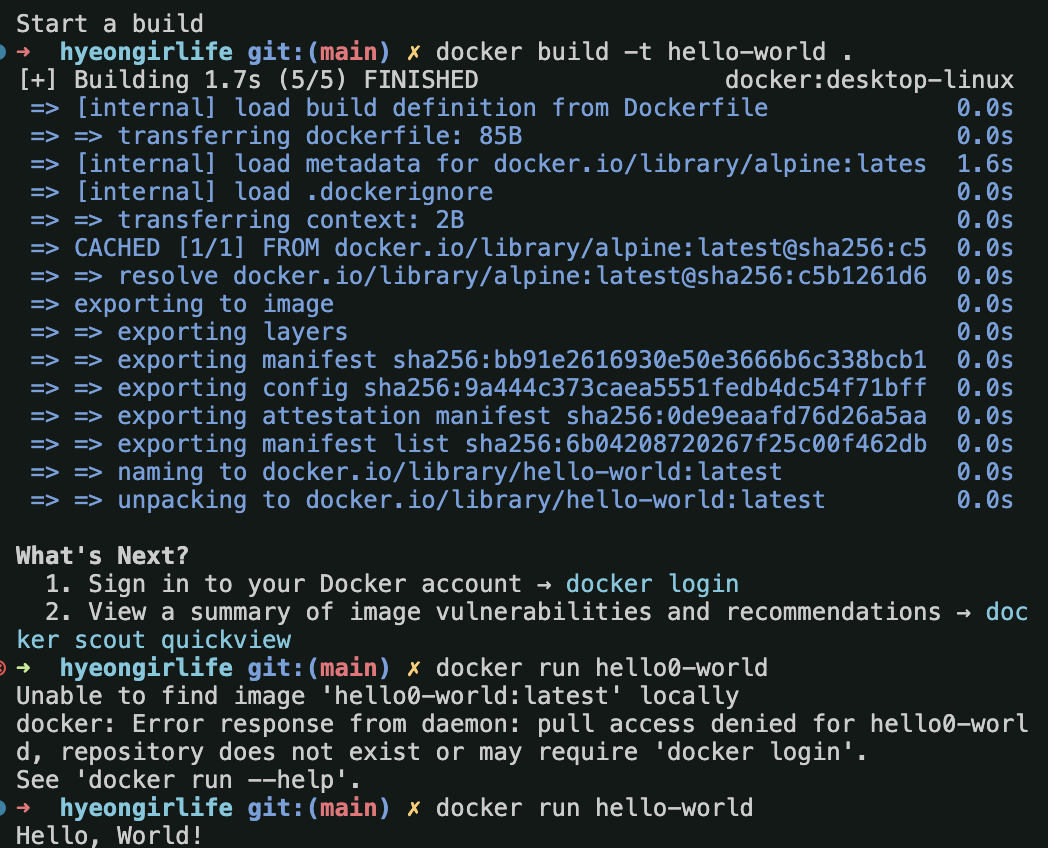 Start a build
➜  hyeongirlife git:(main) ✗ docker build -t hello-world .
[+] Building 1.7s (5/5) FINISHED                 docker:desktop-linux
 => [internal] load build definition from Dockerfile             0.0s
 => => transferring dockerfile: 85B                              0.0s
 => [internal] load metadata for docker.io/library/alpine:lates  1.6s
 => [internal] load .dockerignore                                0.0s
 => => transferring context: 2B                                  0.0s
 => CACHED [1/1] FROM docker.io/library/alpine:latest@sha256:c5  0.0s
 => => resolve docker.io/library/alpine:latest@sha256:c5b1261d6  0.0s
 => exporting to image                                           0.0s
 => => exporting layers                                          0.0s
 => => exporting manifest sha256:bb91e2616930e50e3666b6c338bcb1  0.0s
 => => exporting config sha256:9a444c373caea5551fedb4dc54f71bff  0.0s
 => => exporting attestation manifest sha256:0de9eaafd76d26a5aa  0.0s
 => => exporting manifest list sha256:6b04208720267f25c00f462db  0.0s
 => => naming to docker.io/library/hello-world:latest            0.0s
 => => unpacking to docker.io/library/hello-world:latest         0.0s
What's Next?
  1. Sign in to your Docker account → docker login
  2. View a summary of image vulnerabilities and recommendations → doc
ker scout quickview
➜  hyeongirlife git:(main) ✗ docker run hello0-world
Unable to find image 'hello0-world:latest' locally
docker: Error response from daemon: pull access denied for hello0-worl
d, repository does not exist or may require 'docker login'.
See 'docker run --help'.
➜  hyeongirlife git:(main) ✗ docker run hello-world
Hello, World!